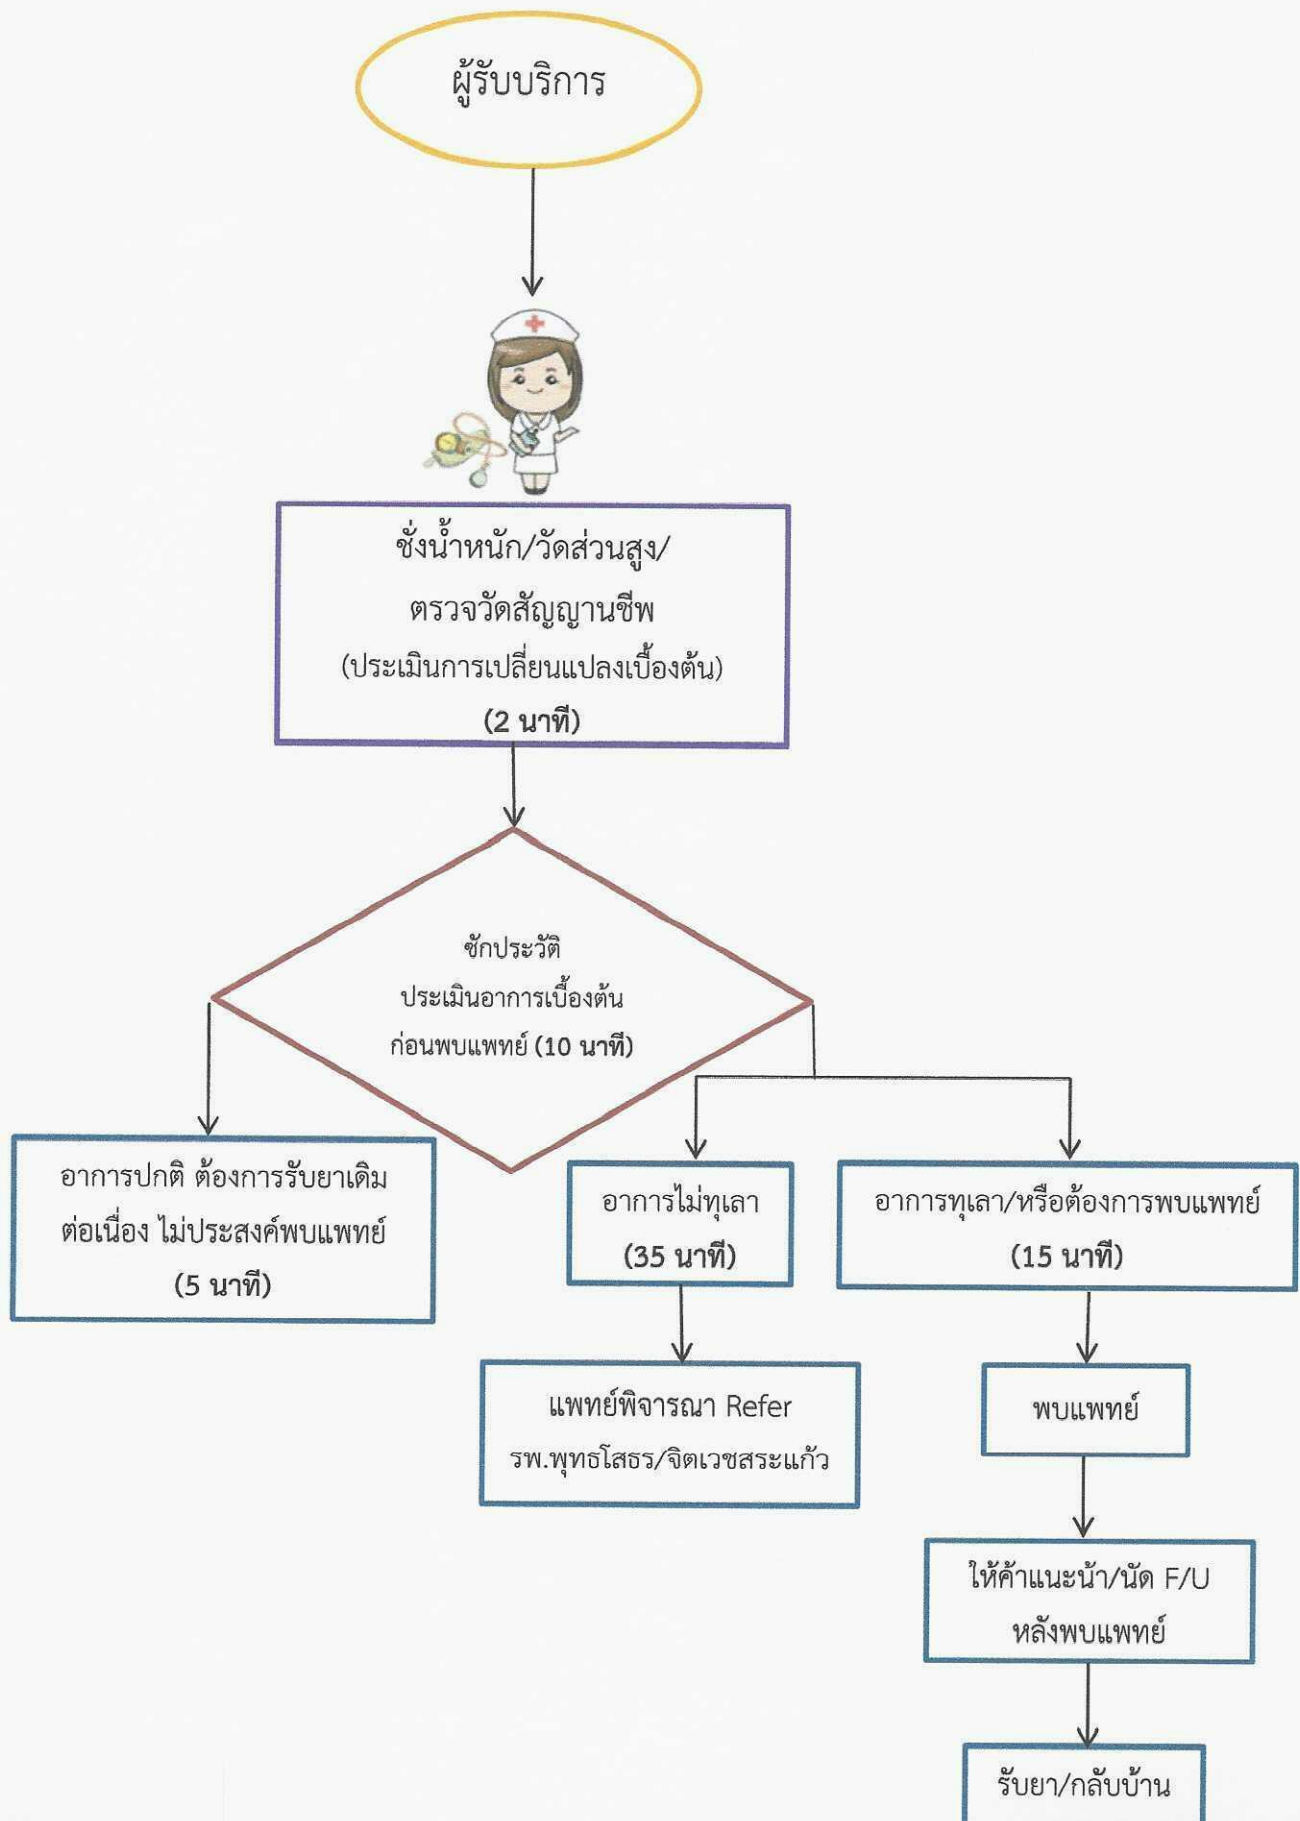 ผู้รับบริการ
ชั่งน้ำหนัก/วัดส่วนสูง/
ตรวจวัดสัญญานชีพ
(ประเมินการเปลี่ยนแปลงเบื้องต้น)
(2 นาที)
ซักประวัติ
ประเมินอาการเบื้องต้น
ก่อนพบแพทย์ (10 นาที)
อาการปกติ ต้องการรับยาเดิม
ต่อเนื่อง ไม่ประสงค์พบแพทย์
(5 นาที)
อาการไม่ทุเลา
(35 นาที)
แพทย์พิจารณา Refer
รพ.พุทธโสธร/จิตเวชสระแก้ว
อาการทุเลา/หรือต้องการพบแพทย์
(15 นาที)
พบแพทย์
ให้ค้าแนะน้า/นัด F/U
หลังพบแพทย์
รับยา/กลับบ้าน